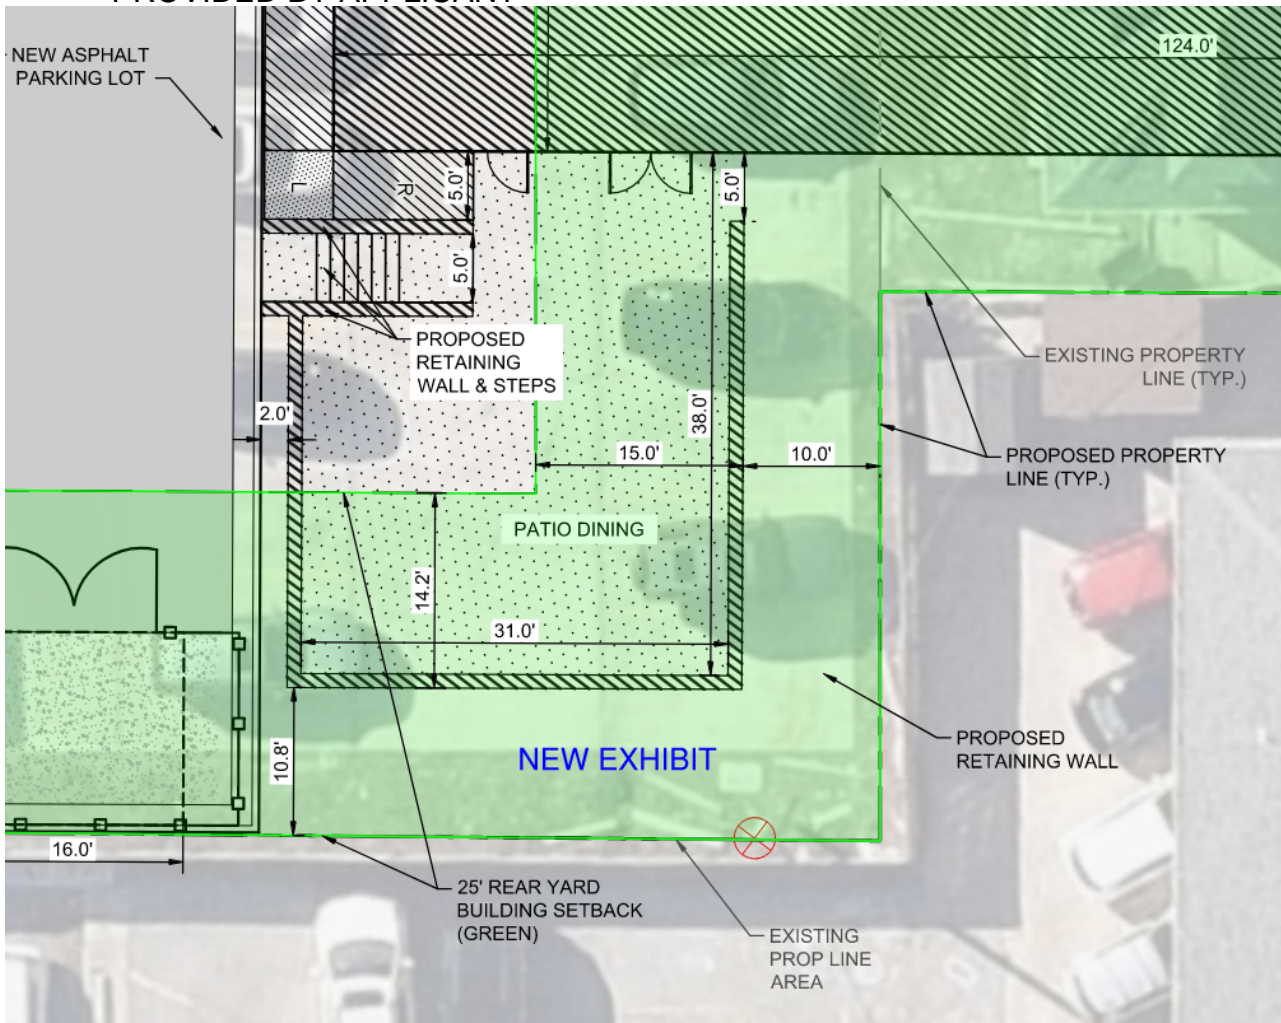 PROVIDED BY APPLICANT
NEW ASPHALT
PARKING LOT
124.0'
L
R
5.0'
5.0'
5.0'
PROPOSED
RETAINING
WALL & STEPS
EXISTING PROPERTY
LINE (TYP.)
2.0'
38.0'
15.0'
10.0'
PROPOSED PROPERTY
LINE (TYP.)
PATIO DINING
14.2'
31.0'
10.8'
NEW EXHIBIT
PROPOSED
RETAINING WALL
16.0'
25' REAR YARD
BUILDING SETBACK
(GREEN)
EXISTING
PROP LINE
AREA